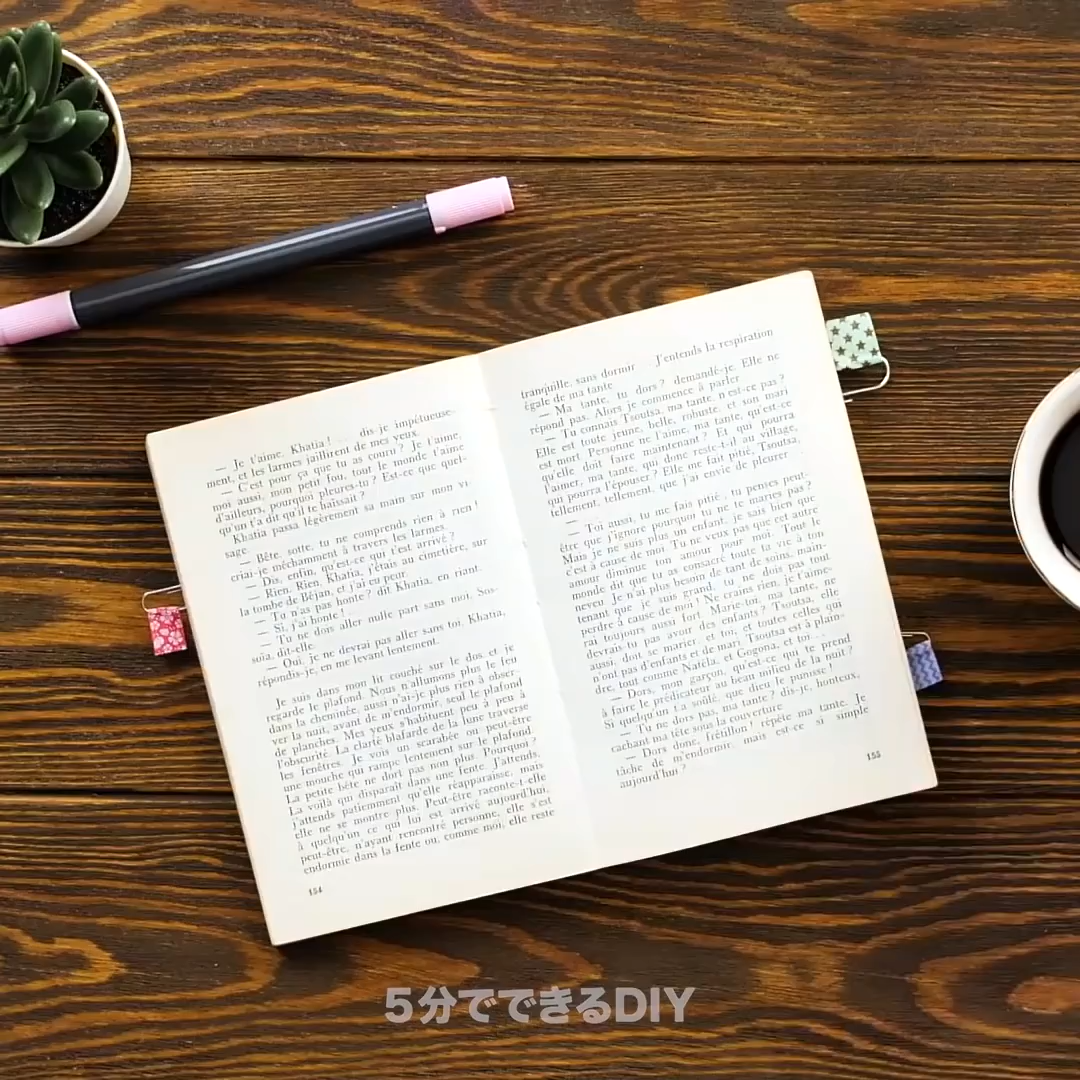 — Je t'aime, Khatia ! ... dis-je impétueuse-
ment, et les larmes jaillirent de mes yeux.
— C'est pour ça que tu as couru ? Je t'aime,
moi aussi, mon petit fou, tout le monde t'aime
d'ailleurs, pourquoi pleures-tu ? Est-ce que quel-
qu'un t'a dit qu'il te haïssait ?
Khatia passa légèrement sa main sur mon vi-
sage.
— Bête, sotte, tu ne comprends rien à rien !
criai-je méchamment à travers les larmes.
— Dis, enfin, qu'est-ce qui t'est arrivé ?
— Rien. Rien, Khatia, j'étais au cimetière, sur
la tombe de Béjan, et j'ai eu peur.
— Tu n'as pas honte ? dit Khatia, en riant.
— Si, j'ai honte !
— Tu ne dois aller nulle part sans moi, Sos-
soïa, dit-elle.
— Oui, je ne devrai pas aller sans toi, Khatia,
répondis-je, en me levant lentement.
Je suis dans mon lit couché sur le dos et je
regarde le plafond. Nous n'allumons plus le feu
dans la cheminée, aussi n'ai-je plus rien à obser-
ver la nuit, avant de m'endormir, seul le plafond
de planches. Mes yeux s'habituent peu à peu à
l'obscurité. La clarté blafarde de la lune traverse
les fenêtres. Je vois un scarabée ou peut-être
une mouche qui rampe lentement sur le plafond.
La petite bête ne dort pas non plus. Pourquoi ?
La voilà qui disparaît dans une fente. J'attends,
j'attends patiemment qu'elle réapparaisse, mais
elle ne se montre plus. Peut-être raconte-t-elle
à quelqu'un ce qui lui est arrivé aujourd'hui,
peut-être, n'ayant rencontré personne, elle s'est
endormie dans la fente ou, comme moi, elle reste
154
tranquille, sans dormir ... J'entends la respiration
égale de ma tante
— Ma tante, tu dors ? demandé-je. Elle ne
répond pas. Alors je commence à parler
— Tu connais Tsoutsa, ma tante, n'est-ce pas ?
Elle est toute jeune, belle, robuste, et son mari
est mort. Personne ne l'aime, ma tante, qu'est-ce
qu'elle doit faire maintenant ? Et qui pourra
l'aimer, ma tante, qui donc reste-t-il au village,
qui pourra l'épouser ? Elle me fait pitié, Tsoutsa,
tellement, tellement, que j'ai envie de pleurer ...
— ...
— Toi aussi, tu me fais pitié : tu penses peut-
être que j'ignore pourquoi tu ne te maries pas ?
Mais je ne suis plus un enfant, je sais bien que
c'est à cause de moi. Tu ne veux pas que cet autre
amour diminue ton amour pour moi. Tout le
monde dit que tu as consacré toute ta vie à ton
neveu. Je n'ai plus besoin de tant de soins, main-
tenant que je suis grand, tu ne dois pas tout
perdre à cause de moi ! Ne crains rien, je t'aime-
rai toujours aussi fort ! Marie-toi, ma tante, ne
devrais-tu pas avoir des enfants ? Tsoutsa, elle
aussi, doit se marier, et toi, et toutes celles qui
n'ont pas d'enfants et de mari. Tsoutsa est à plain-
dre, tout comme Natéla, et Gogona, et toi...
— Dors, mon garçon, qu'est-ce qui te prend
à faire le prédicateur au beau milieu de la nuit ?
Si quelqu'un t'a soûlé, que dieu le punisse !
— Tu ne dors pas, ma tante ? dis-je, honteux,
cachant ma tête sous la couverture
— Dors donc, frétillon ! répète ma tante. Je
tâche de m'endormir, mais est-ce si simple
aujourd'hui ?
155
5分でできるDIY